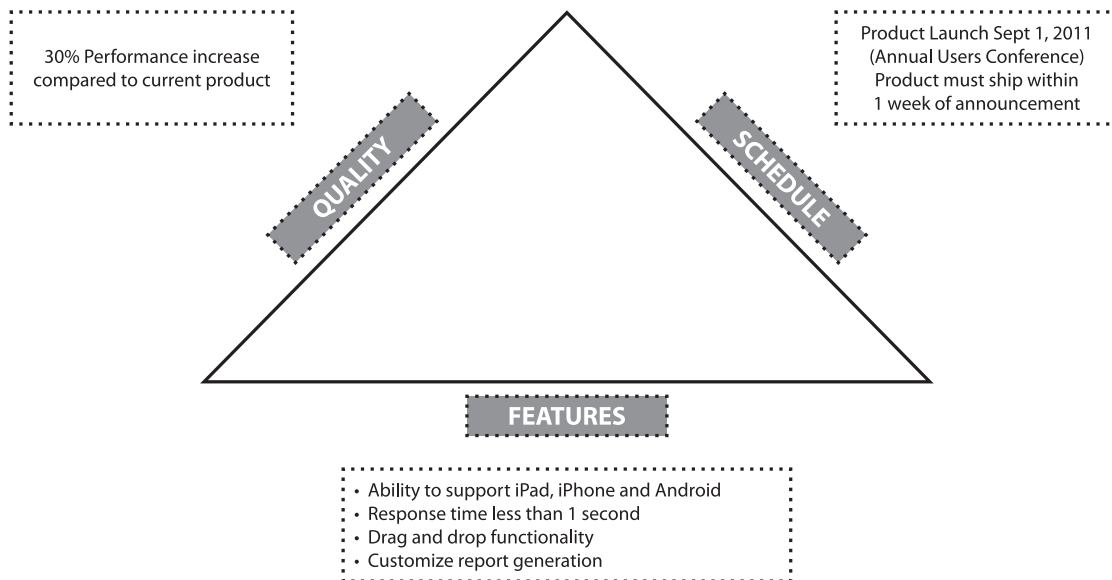 30% Performance increase
compared to current product
Product Launch Sept 1, 2011
(Annual Users Conference)
Product must ship within
1 week of announcement
QUALITY
SCHEDULE
FEATURES
• Ability to support iPad, iPhone and Android
• Response time less than 1 second
• Drag and drop functionality
• Customize report generation